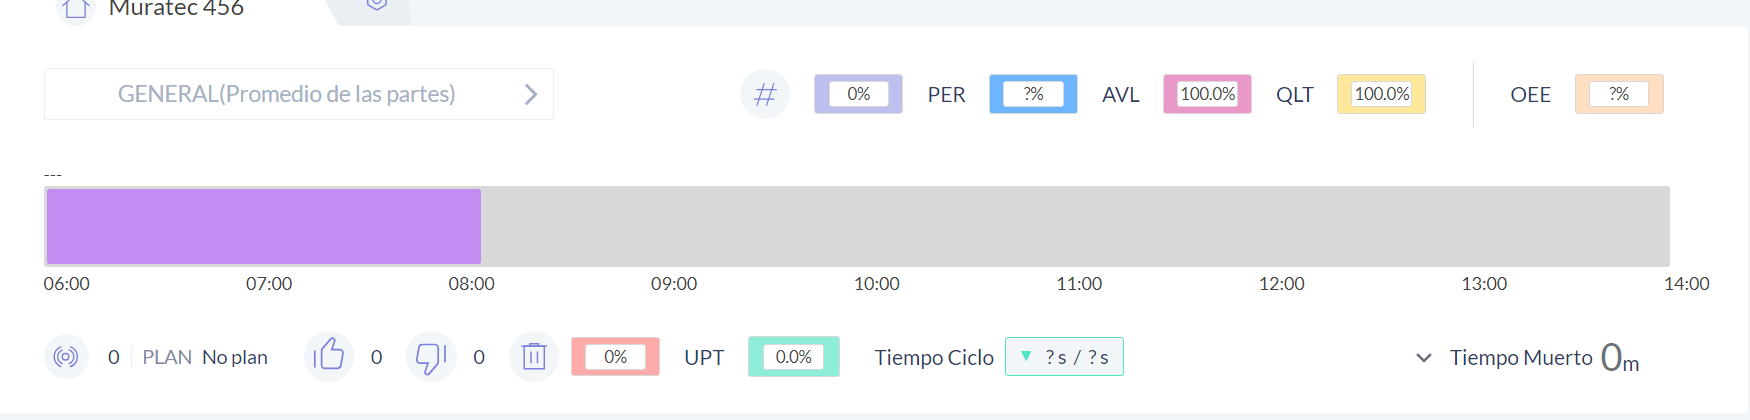 Muratec 456
GENERAL(Promedio de las partes)
# 0% PER ?% AVL 100.0% QLT 100.0% OEE ?%
---
06:00 07:00 08:00 09:00 10:00 11:00 12:00 13:00 14:00
0 PLAN No plan 0 0 0% UPT 0.0% Tiempo Ciclo ?s / ?s Tiempo Muerto 0m